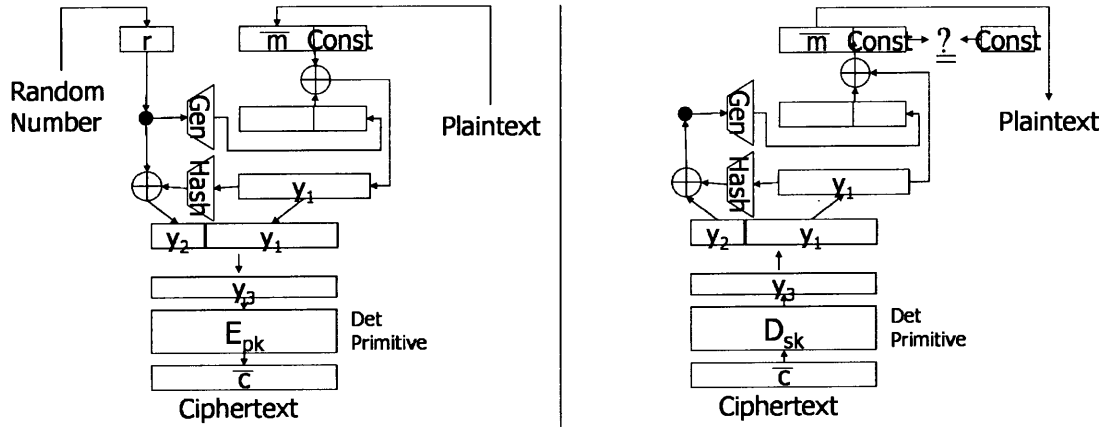 r
m Const
Random
Number
Gen
Plaintext
Hash
y1
y2 y1
y3
Epk
Det
Primitive
c
Ciphertext
m Const ? Const
Gen
Plaintext
Hash
y1
y2 y1
y3
Dsk
Det
Primitive
c
Ciphertext